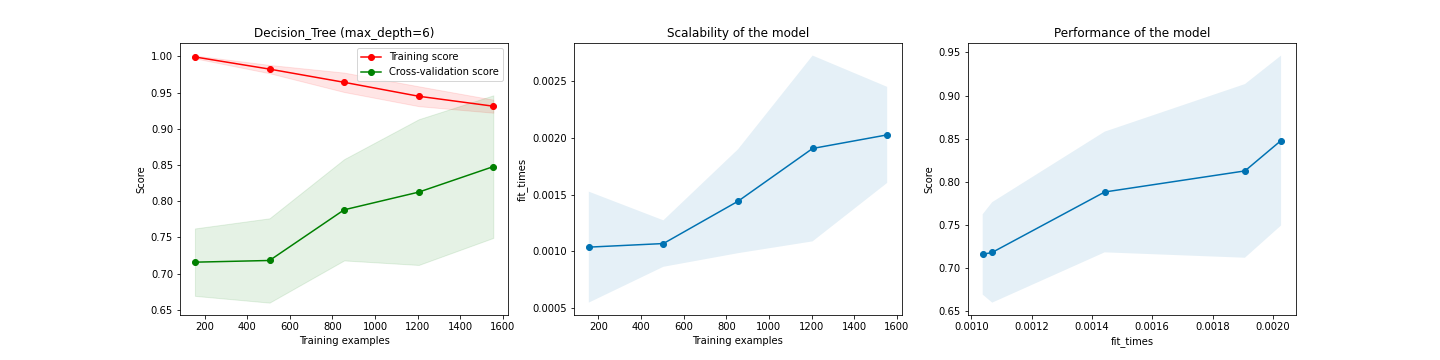 Decision_Tree (max_depth=6)
Training score
Cross-validation score
1.00
0.95
0.90
0.85
0.80
0.75
0.70
0.65
Score
200 400 600 800 1000 1200 1400 1600
Training examples
Scalability of the model
0.0025
0.0020
0.0015
0.0010
0.0005
fit_times
200 400 600 800 1000 1200 1400 1600
Training examples
Performance of the model
0.95
0.90
0.85
0.80
0.75
0.70
0.65
Score
0.0010 0.0012 0.0014 0.0016 0.0018 0.0020
fit_times